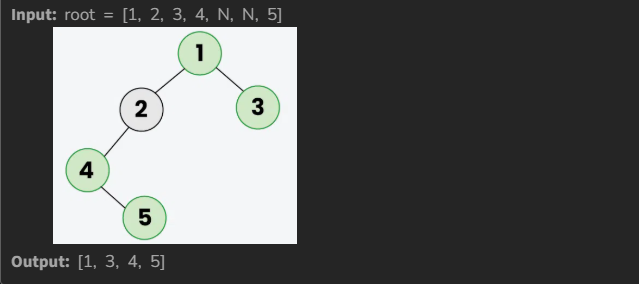 Input: root = [1, 2, 3, 4, N, N, 5]
1
2
3
4
5
Output: [1, 3, 4, 5]